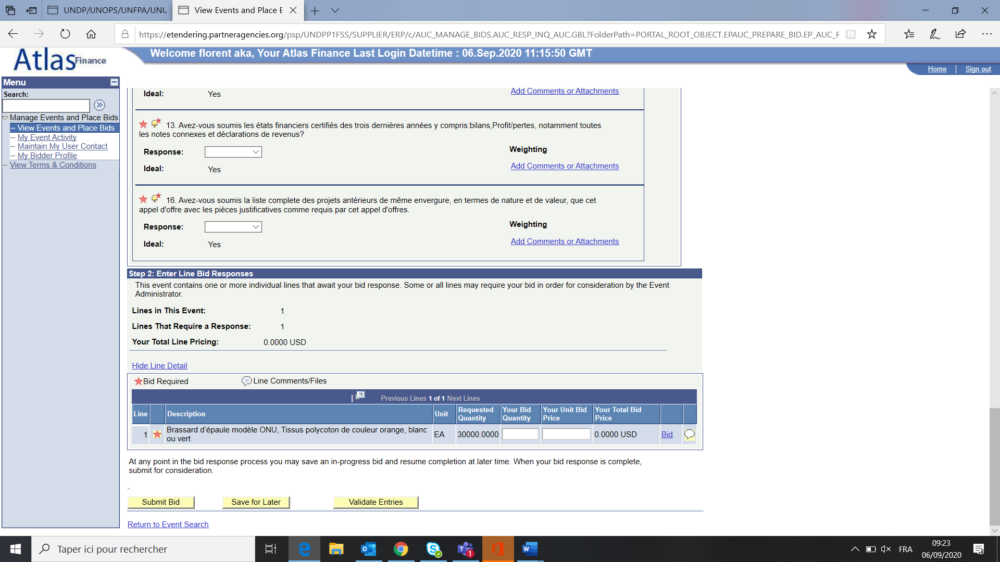 UNDP/UNOPS/UNFPA/UNU
View Events and Place E
https://etendering.partneragencies.org/psp/UNDPP1FSS/SUPPLIER/ERP/c/AUC_MANAGE_BIDS.AUC_RESP_INQ_AUC.GBL?FolderPath=PORTAL_ROOT_OBJECT.EPAUC_PREPARE_BID.EP_AUC_R
Atlas Finance
Welcome florent aka, Your Atlas Finance Last Login Datetime : 06.Sep.2020 11:15:50 GMT
Home | Sign out
Menu
Search:
Manage Events and Place Bids
– View Events and Place Bids
– My Event Activity
– Maintain My User Contact
– My Bidder Profile
– View Terms & Conditions
Ideal: Yes Add Comments or Attachments
13. Avez-vous soumis les états financiers certifiés des trois dernières années y compris:bilans,Profit/pertes, notamment toutes
les notes connexes et déclarations de revenus?
Response: Weighting
Ideal: Yes Add Comments or Attachments
16. Avez-vous soumis la liste complete des projets antérieurs de même envergure, en termes de nature et de valeur, que cet
appel d'offre avec les pièces justificatives comme requis par cet appel d'offres.
Response: Weighting
Ideal: Yes Add Comments or Attachments
Step 2: Enter Line Bid Responses
This event contains one or more individual lines that await your bid response. Some or all lines may require your bid in order for consideration by the Event
Administrator.
Lines in This Event: 1
Lines That Require a Response: 1
Your Total Line Pricing: 0.0000 USD
Hide Line Detail
Bid Required Line Comments/Files
| Previous Lines 1 of 1 Next Lines
Line Description Unit Requested Quantity Your Bid Quantity Your Unit Bid Price Your Total Bid Price
1 Brassard d'épaule modèle ONU, Tissus polycoton de couleur orange, blanc
ou vert EA 30000.0000 0.0000 USD Bid
At any point in the bid response process you may save an in-progress bid and resume completion at later time. When your bid response is complete,
submit for consideration.
Submit Bid Save for Later Validate Entries
Return to Event Search
Taper ici pour rechercher
1
FRA
09:23
06/09/2020